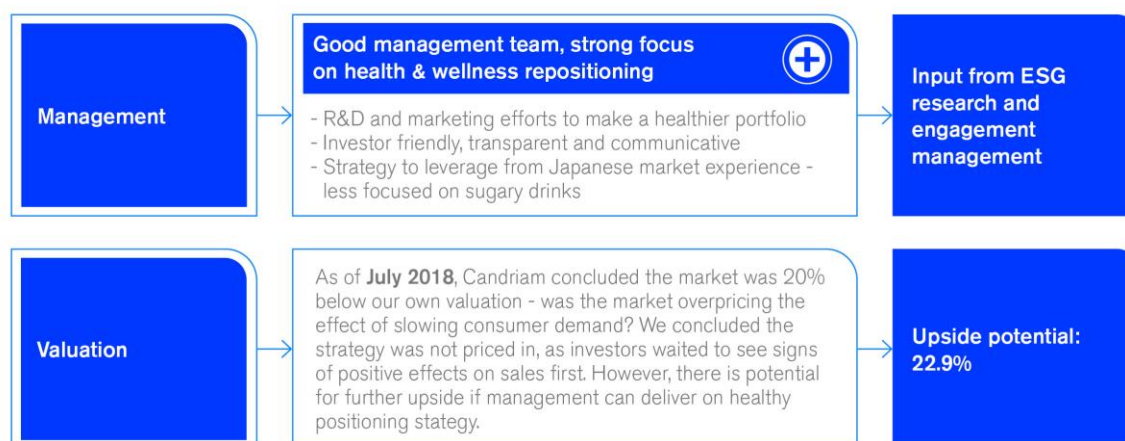 Management
Good management team, strong focus
on health & wellness repositioning
- R&D and marketing efforts to make a healthier portfolio
- Investor friendly, transparent and communicative
- Strategy to leverage from Japanese market experience -
less focused on sugary drinks
Input from ESG
research and
engagement
management
Valuation
As of July 2018, Candriam concluded the market was 20%
below our own valuation - was the market overpricing the
effect of slowing consumer demand? We concluded the
strategy was not priced in, as investors waited to see signs
of positive effects on sales first. However, there is potential
for further upside if management can deliver on healthy
positioning stategy.
Upside potential:
22.9%